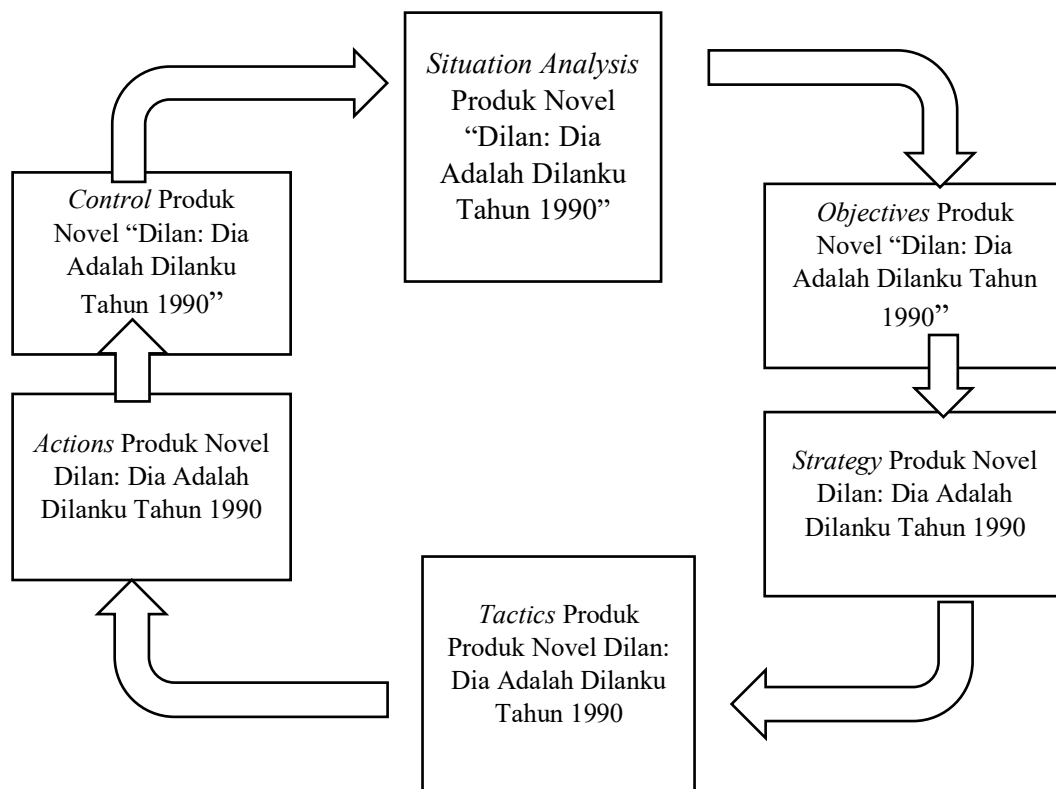 Situation Analysis
Produk Novel
“Dilan: Dia
Adalah Dilanku
Tahun 1990”
Objectives Produk
Novel “Dilan: Dia
Adalah Dilanku Tahun
1990”
Strategy Produk Novel
Dilan: Dia Adalah
Dilanku Tahun 1990
Tactics Produk
Produk Novel Dilan:
Dia Adalah Dilanku
Tahun 1990
Actions Produk Novel
Dilan: Dia Adalah
Dilanku Tahun 1990
Control Produk
Novel “Dilan: Dia
Adalah Dilanku
Tahun 1990”